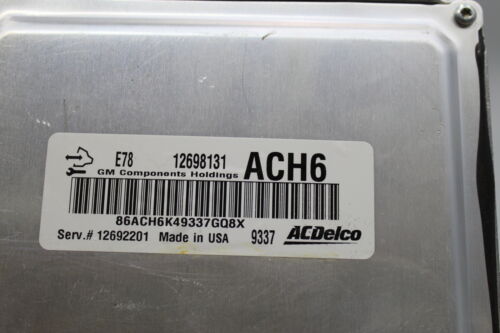 E78 12698131 ACH6
GM Components Holdings
86ACH6K49337GQ8X
Serv.# 12692201 Made in USA 9337 ACDelco